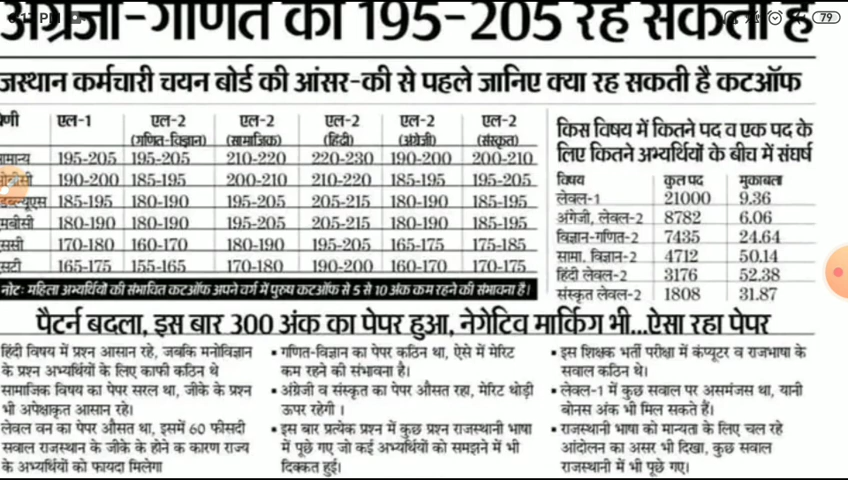 अंग्रेजी-गणित की 195-205 रह सकती है
6:17 PM
79
जस्थान कर्मचारी चयन बोर्ड की आंसर-की से पहले जानिए क्या रह सकती है कटऑफ
ेणी एल-1 एल-2 एल-2 एल-2 एल-2 एल-2
(गणित-विज्ञान) (सामाजिक) (हिंदी) (अंग्रेजी) (संस्कृत)
ामान्य 195-205 195-205 210-220 220-230 190-200 200-210
ओबीसी 190-200 185-195 200-210 210-220 185-195 195-205
डब्ल्यूएस 185-195 180-190 195-205 205-215 180-190 185-195
मबीसी 180-190 180-190 195-205 205-215 180-190 185-195
ससी 170-180 160-170 180-190 195-205 165-175 175-185
सटी 165-175 155-165 170-180 190-200 160-170 170-175
नोट: महिला अभ्यर्थियों की संभावित कटऑफ अपने वर्ग में पुरुष कटऑफ से 5 से 10 अंक कम रहने की संभावना है।
किस विषय में कितने पद व एक पद के
लिए कितने अभ्यर्थियों के बीच में संघर्ष
विषय कुल पद मुकाबला
लेवल-1 21000 9.36
अंग्रेजी, लेवल-2 8782 6.06
विज्ञान-गणित-2 7435 24.64
सामा. विज्ञान-2 4712 50.14
हिंदी लेवल-2 3176 52.38
संस्कृत लेवल-2 1808 31.87
पैटर्न बदला, इस बार 300 अंक का पेपर हुआ, नेगेटिव मार्किंग भी...ऐसा रहा पेपर
हिंदी विषय में प्रश्न आसान रहे, जबकि मनोविज्ञान
के प्रश्न अभ्यर्थियों के लिए काफी कठिन थे
सामाजिक विषय का पेपर सरल था, जीके के प्रश्न
भी अपेक्षाकृत आसान रहे।
लेवल वन का पेपर औसत था, इसमें 60 फीसदी
सवाल राजस्थान के जीके के होने के कारण राज्य
के अभ्यर्थियों को फायदा मिलेगा
▪ गणित-विज्ञान का पेपर कठिन था, ऐसे में मेरिट
कम रहने की संभावना है।
▪ अंग्रेजी व संस्कृत का पेपर औसत रहा, मेरिट थोड़ी
ऊपर रहेगी ।
▪ इस बार प्रत्येक प्रश्न में कुछ प्रश्न राजस्थानी भाषा
में पूछे गए जो कई अभ्यर्थियों को समझने में भी
दिक्कत हुई।
▪ इस शिक्षक भर्ती परीक्षा में कंप्यूटर व राजभाषा के
सवाल कठिन थे।
▪ लेवल-1 में कुछ सवाल पर असमंजस था, यानी
बोनस अंक भी मिल सकते हैं।
▪ राजस्थानी भाषा को मान्यता के लिए चल रहे
आंदोलन का असर भी दिखा, कुछ सवाल
राजस्थानी में भी पूछे गए।